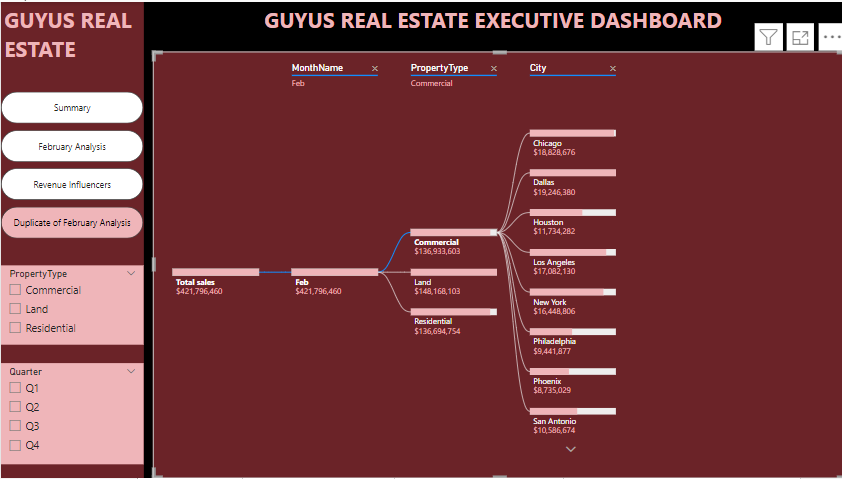 GUYUS REAL
ESTATE
GUYUS REAL ESTATE EXECUTIVE DASHBOARD
Summary
February Analysis
Revenue Influencers
Duplicate of February Analysis
PropertyType
Commercial
Land
Residential
Quarter
Q1
Q2
Q3
Q4
MonthName
Feb
PropertyType
Commercial
City
Total sales
$421,796,460
Feb
$421,796,460
Commercial
$136,933,603
Land
$148,168,103
Residential
$136,694,754
Chicago
$18,828,676
Dallas
$19,246,380
Houston
$11,734,282
Los Angeles
$17,082,130
New York
$16,448,806
Philadelphia
$9,441,877
Phoenix
$8,735,029
San Antonio
$10,586,674